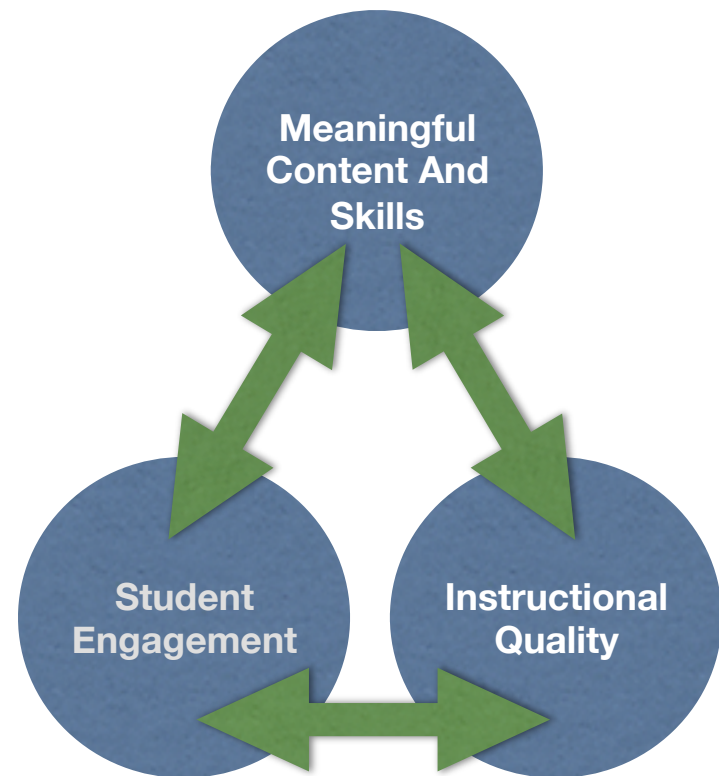 Meaningful
Content And
Skills
Student
Engagement
Instructional
Quality